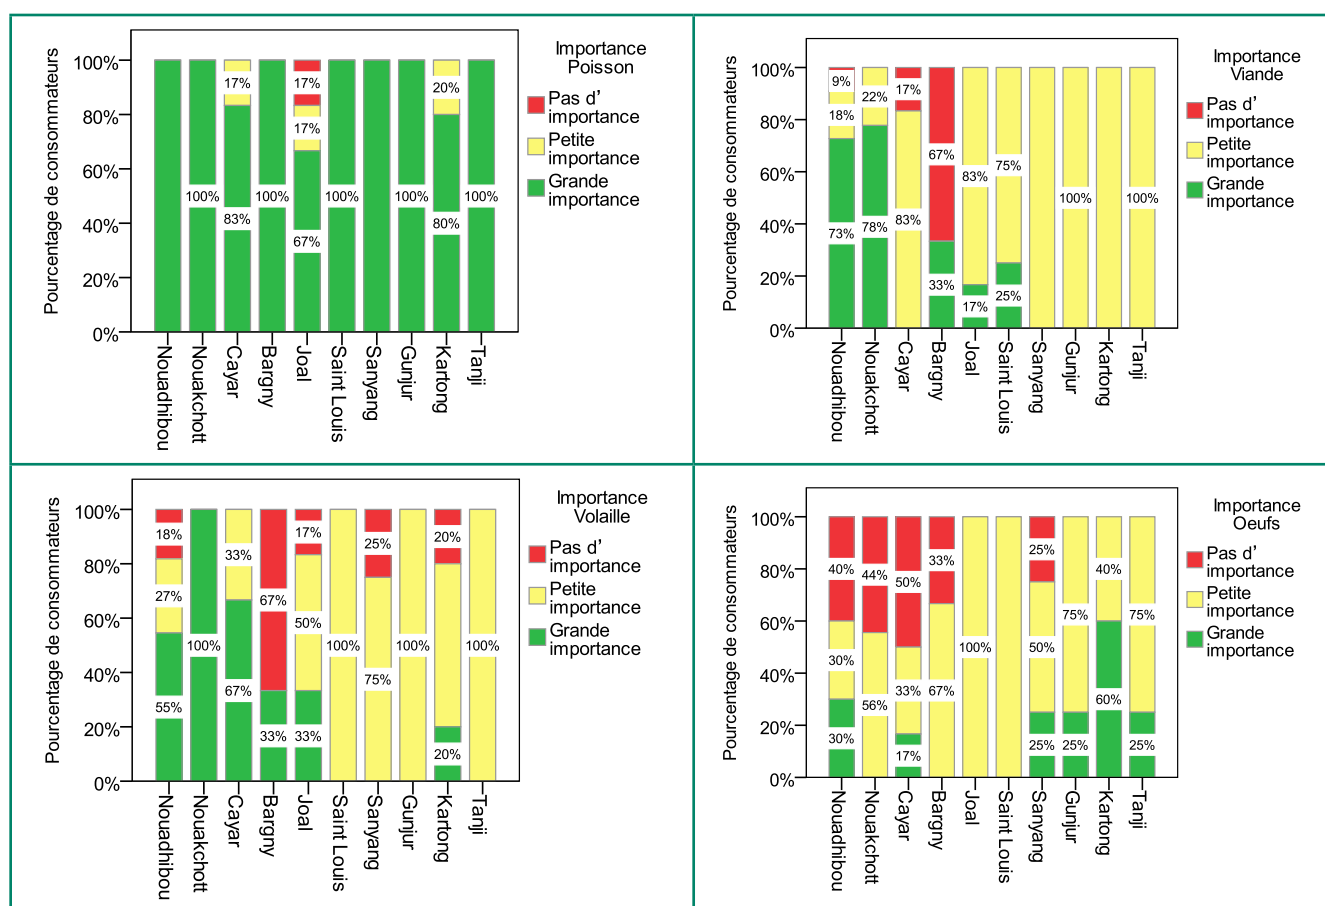 Importance
Poisson
Pas d'
importance
Petite
importance
Grande
importance
Pourcentage de consommateurs
100%
80%
60%
40%
20%
0%
17%
17%
20%
17%
100%
83%
100%
67%
100%
100%
80%
100%
Nouadhibou
Nouakchott
Cayar
Bargny
Joal
Saint Louis
Sanyang
Gunjur
Kartong
Tanji
Importance
Viande
Pas d'
importance
Petite
importance
Grande
importance
Pourcentage de consommateurs
100%
80%
60%
40%
20%
0%
9%
18%
73%
22%
78%
17%
83%
67%
33%
83%
17%
75%
25%
100%
100%
Nouadhibou
Nouakchott
Cayar
Bargny
Joal
Saint Louis
Sanyang
Gunjur
Kartong
Tanji
Importance
Volaille
Pas d'
importance
Petite
importance
Grande
importance
Pourcentage de consommateurs
100%
80%
60%
40%
20%
0%
18%
27%
55%
100%
33%
67%
67%
33%
17%
50%
33%
100%
25%
75%
100%
20%
20%
100%
Nouadhibou
Nouakchott
Cayar
Bargny
Joal
Saint Louis
Sanyang
Gunjur
Kartong
Tanji
Importance
Oeufs
Pas d'
importance
Petite
importance
Grande
importance
Pourcentage de consommateurs
100%
80%
60%
40%
20%
0%
40%
30%
30%
44%
56%
50%
33%
17%
33%
67%
100%
25%
50%
25%
75%
25%
40%
60%
75%
25%
Nouadhibou
Nouakchott
Cayar
Bargny
Joal
Saint Louis
Sanyang
Gunjur
Kartong
Tanji